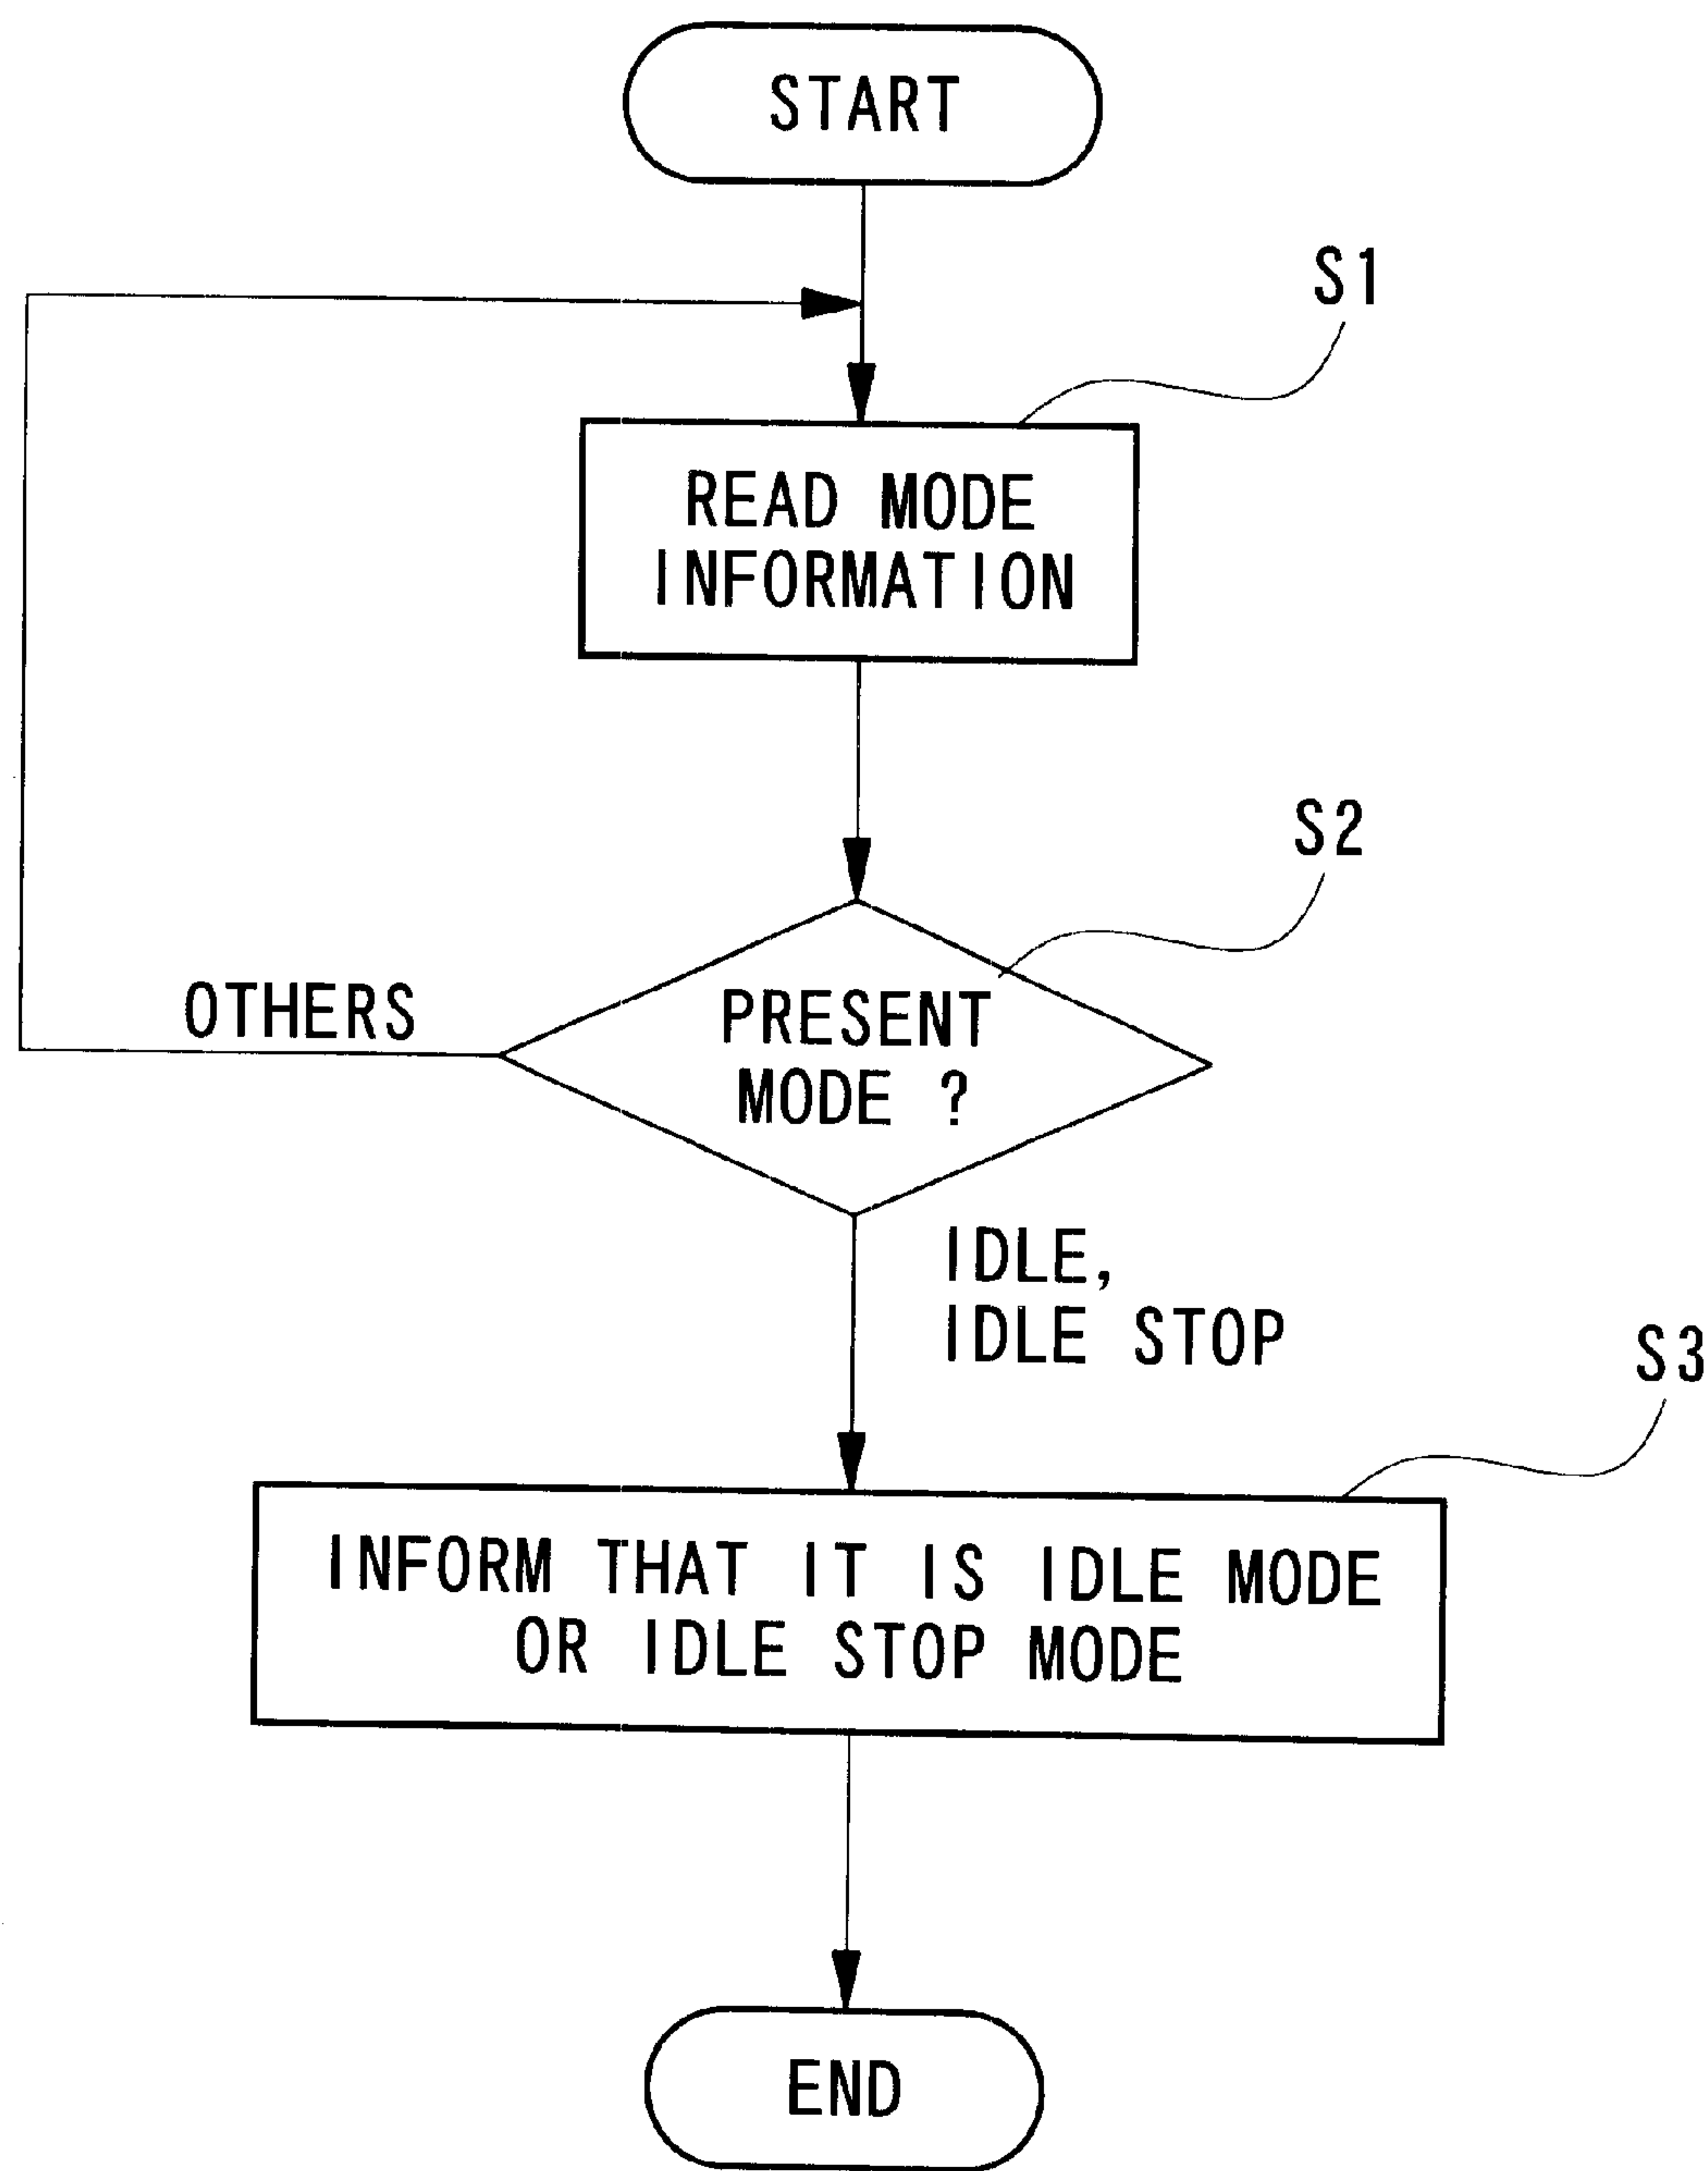 START
S1
READ MODE
INFORMATION
S2
OTHERS
PRESENT
MODE ?
IDLE,
IDLE STOP
S3
INFORM THAT IT IS IDLE MODE
OR IDLE STOP MODE
END